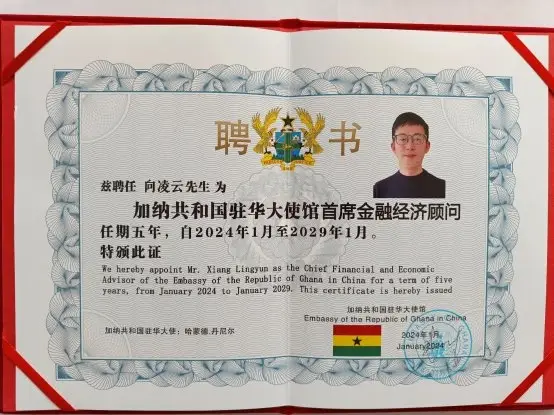 聘书
兹聘任 向凌云先生 为
加纳共和国驻华大使馆首席金融经济顾问
任期五年，自2024年1月至2029年1月。
特颁此证
We hereby appoint Mr. Xiang Lingyun as the Chief Financial and Economic
Advisor of the Embassy of the Republic of Ghana in China for a term of five
years, from January 2024 to January 2029. This certificate is hereby issued
加纳共和国驻华大使馆
Embassy of the Republic of Ghana in China
加纳共和国驻华大使：哈蒙德.丹尼尔
2024年1月
January 2024